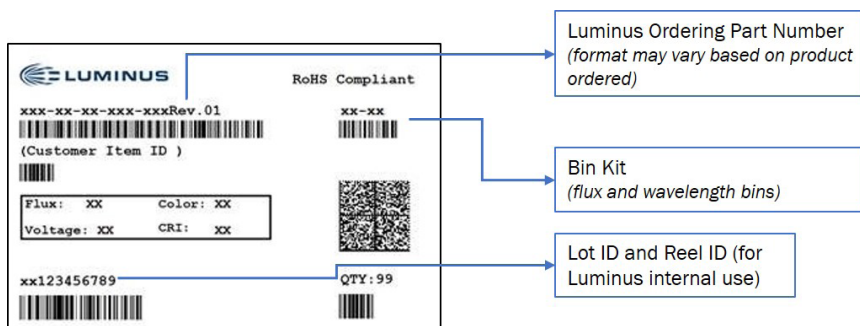 LUMINUS
RoHS Compliant
xxx-xx-xx-xxx-xxxRev.01
xx-xx
(Customer Item ID )
Flux: XX Color: XX
Voltage: XX CRI: XX
xx123456789
QTY:99
Luminus Ordering Part Number
(format may vary based on product
ordered)
Bin Kit
(flux and wavelength bins)
Lot ID and Reel ID (for
Luminus internal use)